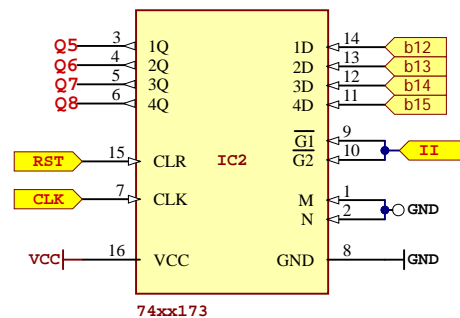 Q5 3 1Q 1D 14 b12
Q6 4 2Q 2D 13 b13
Q7 5 3Q 3D 12 b14
Q8 6 4Q 4D 11 b15
G1 9
G2 10 II
RST 15 CLR IC2
CLK 7 CLK M 1
N 2 GND
VCC 16 VCC GND 8 GND
74xx173